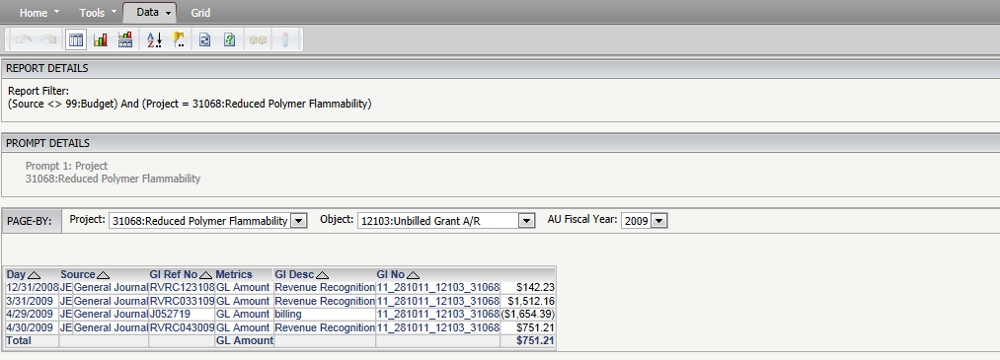 Home Tools Data Grid
REPORT DETAILS
Report Filter:
(Source <> 99:Budget) And (Project = 31068:Reduced Polymer Flammability)
PROMPT DETAILS
Prompt 1: Project
31068:Reduced Polymer Flammability
PAGE-BY: Project: 31068:Reduced Polymer Flammability Object: 12103:Unbilled Grant A/R AU Fiscal Year: 2009
Day Source Gl Ref No Metrics Gl Desc Gl No
12/31/2008 JE General Journal RVRC123108 GL Amount Revenue Recognition 11_281011_12103_31068 $142.23
3/31/2009 JE General Journal RVRC033109 GL Amount Revenue Recognition 11_281011_12103_31068 $1,512.16
4/29/2009 JE General Journal J052719 GL Amount billing 11_281011_12103_31068 ($1,654.39)
4/30/2009 JE General Journal RVRC043009 GL Amount Revenue Recognition 11_281011_12103_31068 $751.21
Total GL Amount $751.21